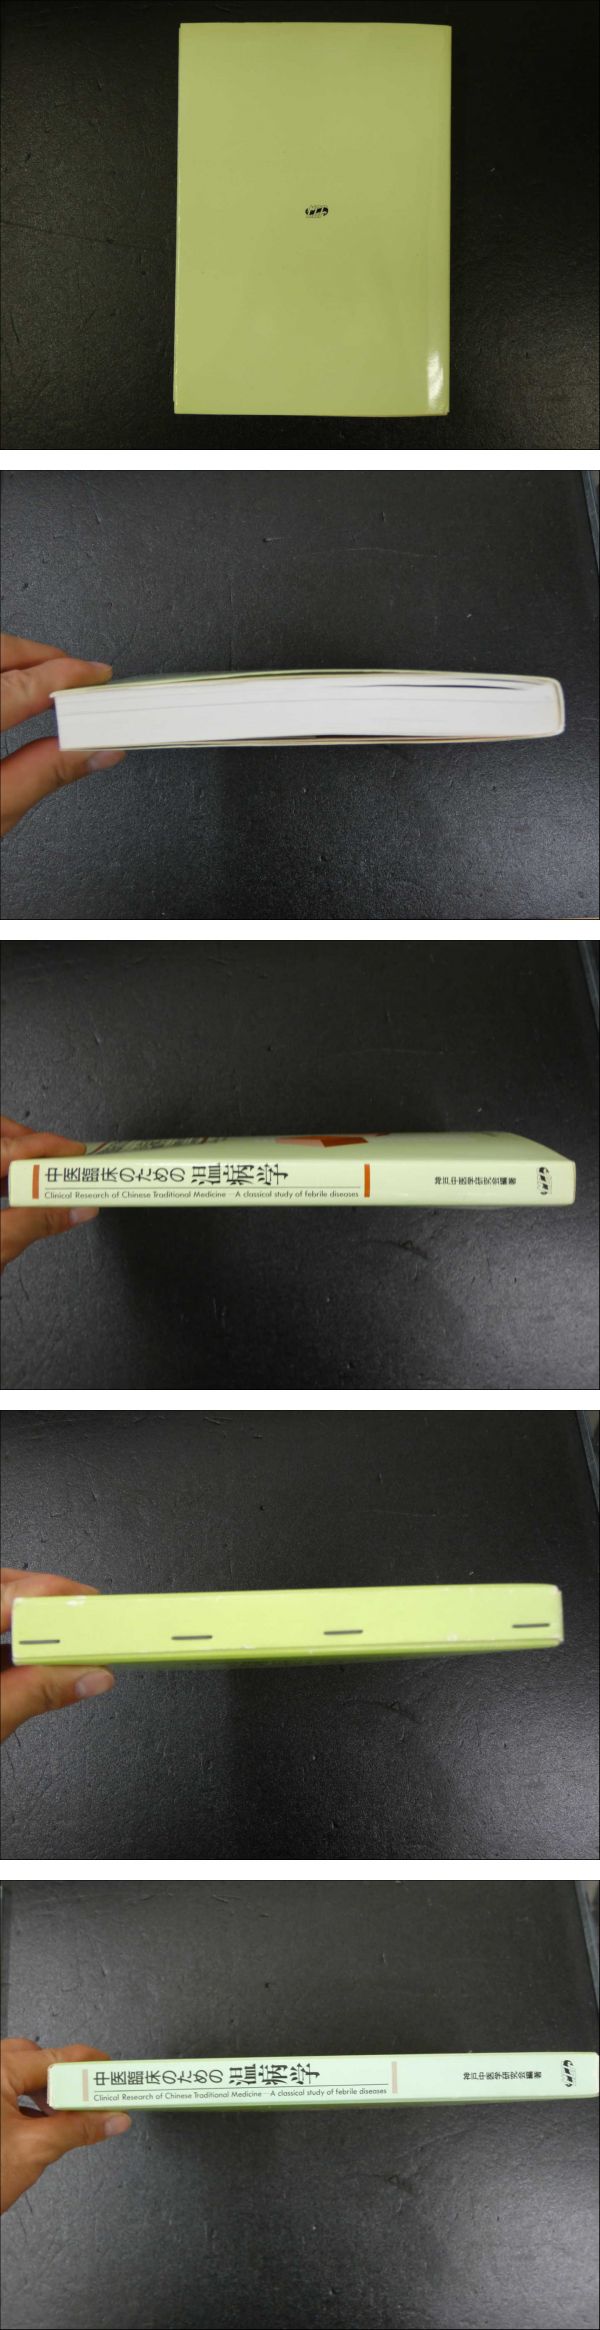 中医臨床のための温病学
Clinical Research of Chinese Traditional Medicine—A classical study of febrile diseases
神戸中医学研究会編著
中医臨床のための温病学
Clinical Research of Chinese Traditional Medicine—A classical study of febrile diseases
神戸中医学研究会編著